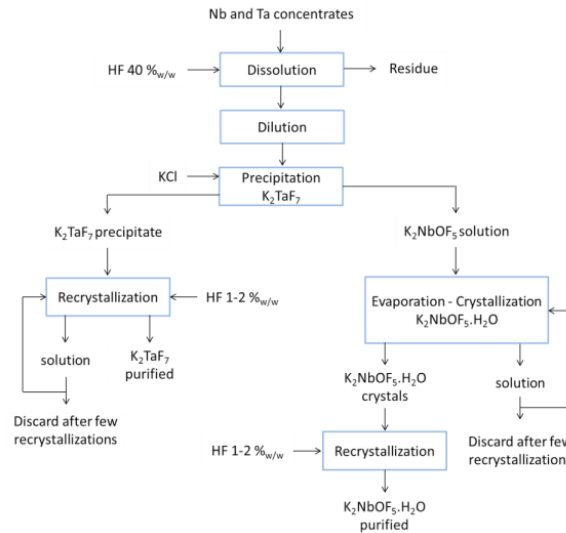 Nb and Ta concentrates
HF 40 %w/w
Dissolution
Residue
Dilution
KCl
Precipitation
K₂TaF₇
K₂TaF₇ precipitate
K₂NbOF₅ solution
Recrystallization
HF 1-2 %w/w
Evaporation - Crystallization
K₂NbOF₅.H₂O
solution
K₂TaF₇
purified
Discard after few
recrystallizations
K₂NbOF₅.H₂O
crystals
solution
HF 1-2 %w/w
Recrystallization
Discard after few
recrystallization
K₂NbOF₅.H₂O
purified